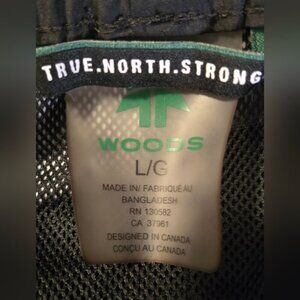 TRUE.NORTH.STRONG
WOODS
L/G
MADE IN/ FABRIQUÉ AU
BANGLADESH
RN 130582
CA 37961
DESIGNED IN CANADA
CONÇU AU CANADA